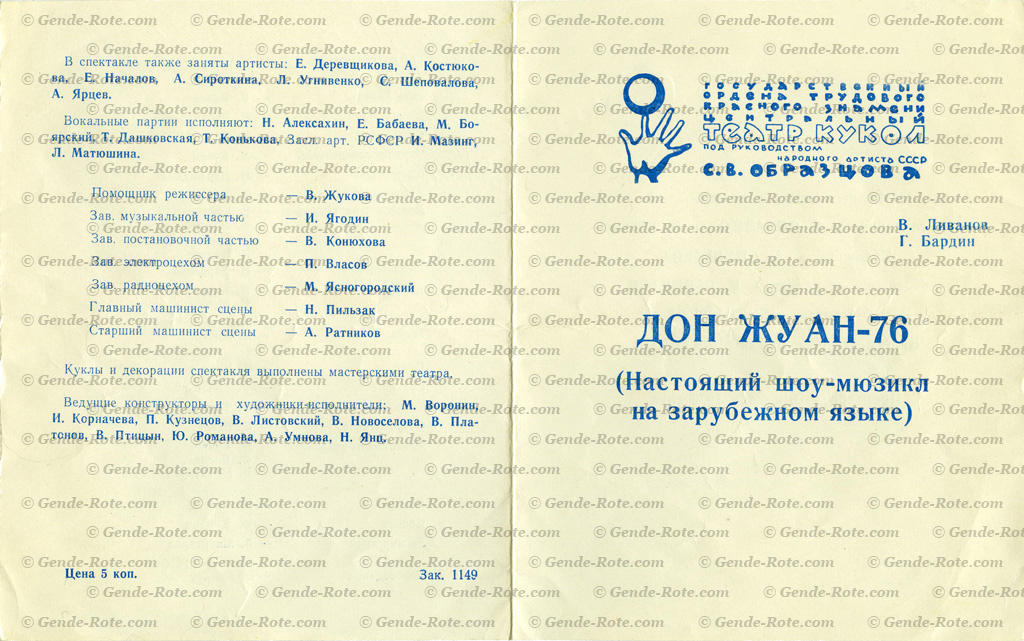 В спектакле также заняты артисты: Е. Деревщикова, А. Костюко-
ва, Е. Началов, А. Сироткина, Л. Угнивенко, С. Шеповалова,
А. Ярцев.
Вокальные партии исполняют: Н. Алексахин, Е. Бабаева, М. Бо-
ярский, Т. Дашковская, Т. Конькова, Засл. арт. РСФСР И. Мазинг,
Л. Матюшина.
Помощник режиссера — В. Жукова
Зав. музыкальной частью — И. Ягодин
Зав. постановочной частью — В. Конюхова
Зав. электроцехом — П. Власов
Зав. радиоцехом — М. Ясногородский
Главный машинист сцены — Н. Пильзак
Старший машинист сцены — А. Ратников
Куклы и декорации спектакля выполнены мастерскими театра.
Ведущие конструкторы и художники-исполнители: М. Воронин,
И. Корначева, П. Кузнецов, В. Листовский, В. Новоселова, В. Пла-
тонов, В. Птицын, Ю. Романова, А. Умнова, Н. Янц.
Цена 5 коп. Зак. 1149
государственный
ордена трудового
красного знамени
центральный
театр кукол
под руководством
народного артиста СССР
С. В. Образцова
В. Ливанов
Г. Бардин
ДОН ЖУАН-76
(Настоящий шоу-мюзикл
на зарубежном языке)
© Gende-Rote.com